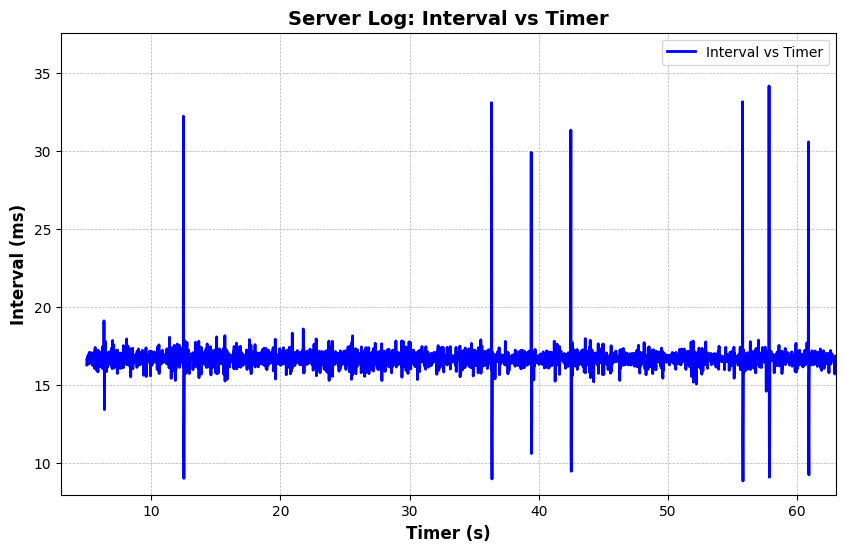 Server Log: Interval vs Timer
Interval vs Timer
Interval (ms)
35
30
25
20
15
10
10 20 30 40 50 60
Timer (s)